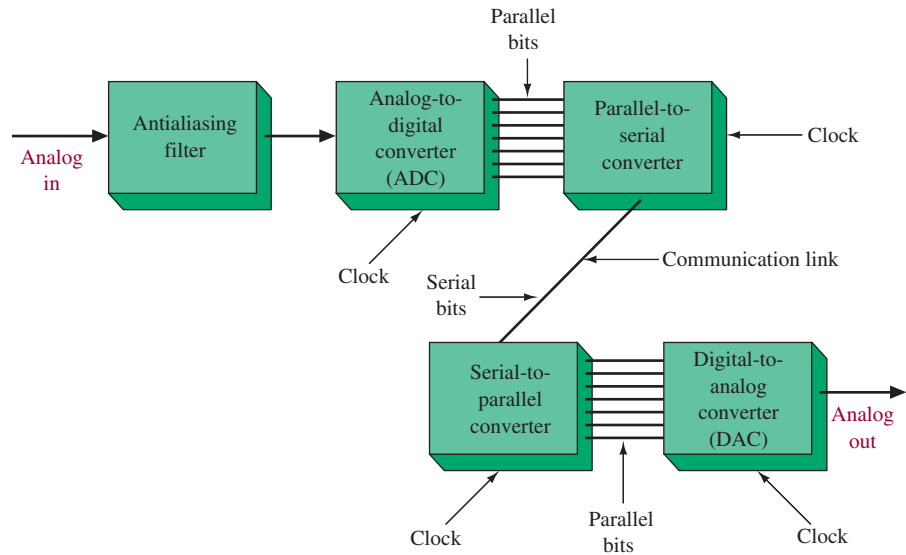 Parallel
bits
Antialiasing
filter
Analog-to-
digital
converter
(ADC)
Parallel-to-
serial
converter
Clock
Analog
in
Clock
Communication link
Serial
bits
Serial-to-
parallel
converter
Digital-to-
analog
converter
(DAC)
Analog
out
Clock
Parallel
bits
Clock